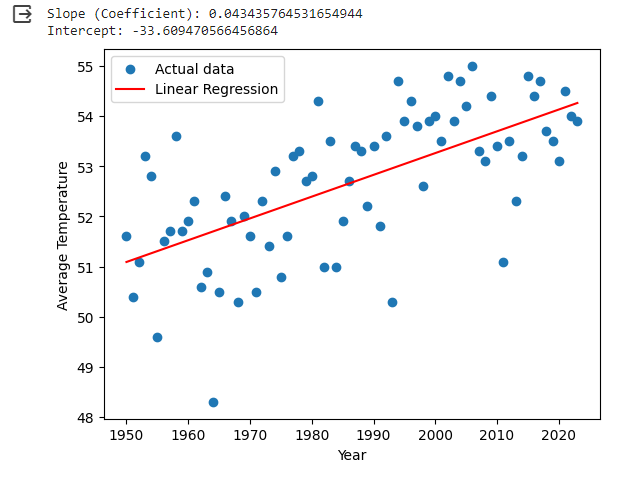 Slope (Coefficient): 0.043435764531654944
Intercept: -33.609470566456864
Actual data
Linear Regression
55
54
53
52
51
50
49
48
Average Temperature
1950 1960 1970 1980 1990 2000 2010 2020
Year